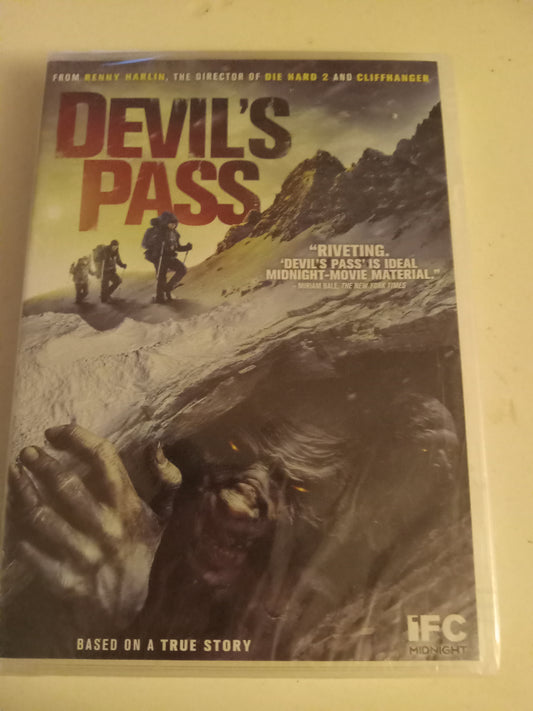 FROM RENNY HARLIN, THE DIRECTOR OF DIE HARD 2 AND CLIFFHANGER
DEVIL'S
PASS
"RIVETING.
'DEVIL'S PASS' IS IDEAL
MIDNIGHT-MOVIE MATERIAL."
– MIRIAM BALE, THE NEW YORK TIMES
BASED ON A TRUE STORY
IFC
MIDNIGHT